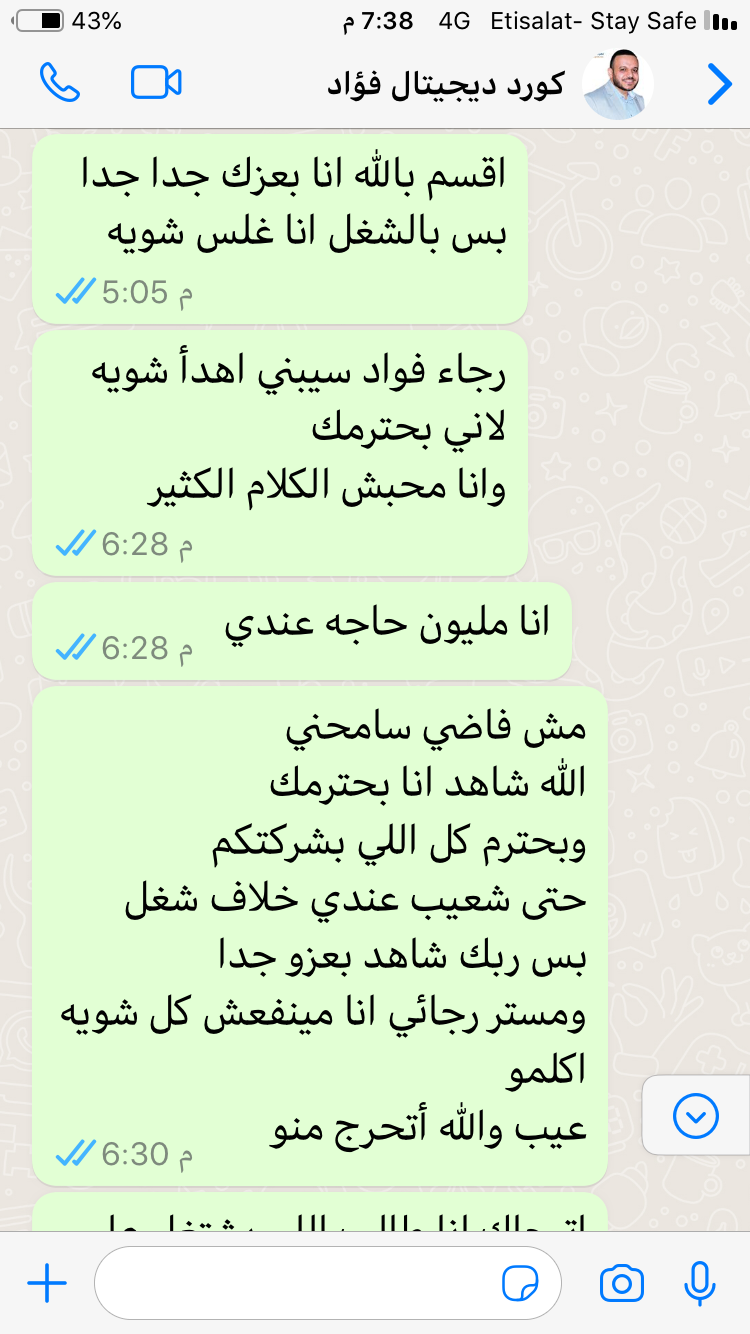 43% 7:38 م 4G Etisalat- Stay Safe
كورد ديجيتال فؤاد
اقسم بالله انا بعزك جدا جدا
بس بالشغل انا غلس شويه
5:05 م
رجاء فواد سيبني اهدأ شويه
لاني بحترمك
وانا محبش الكلام الكثير
6:28 م
انا مليون حاجه عندي
6:28 م
مش فاضي سامحني
الله شاهد انا بحترمك
وبحترم كل اللي بشركتكم
حتى شعيب عندي خلاف شغل
بس ربك شاهد بعزو جدا
ومستر رجائي انا مينفعش كل شويه
اكلمو
عيب والله أتحرج منو
6:30 م